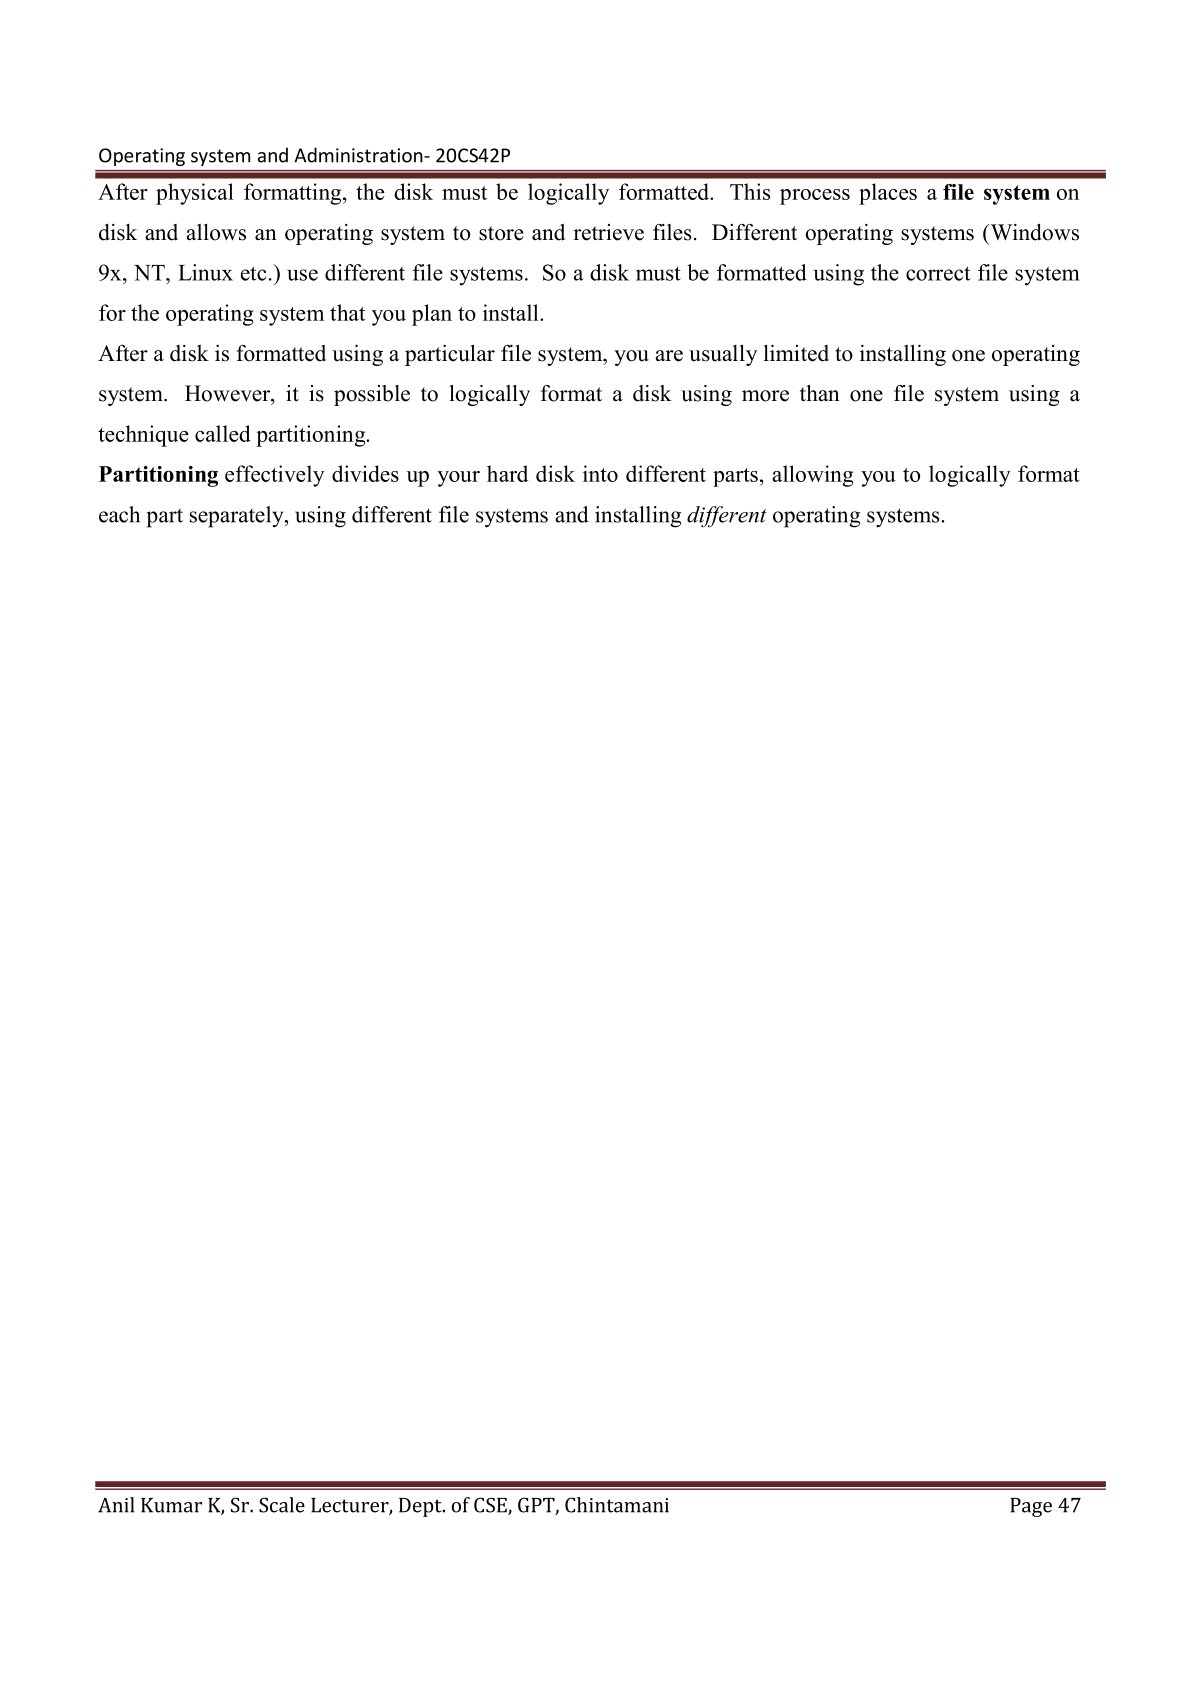 Operating system and Administration- 20CS42P
After physical formatting, the disk must be logically formatted. This process places a file system on
disk and allows an operating system to store and retrieve files. Different operating systems (Windows
9x, NT, Linux etc.) use different file systems. So a disk must be formatted using the correct file system
for the operating system that you plan to install.
After a disk is formatted using a particular file system, you are usually limited to installing one operating
system. However, it is possible to logically format a disk using more than one file system using a
technique called partitioning.
Partitioning effectively divides up your hard disk into different parts, allowing you to logically format
each part separately, using different file systems and installing different operating systems.
Anil Kumar K, Sr. Scale Lecturer, Dept. of CSE, GPT, Chintamani Page 47